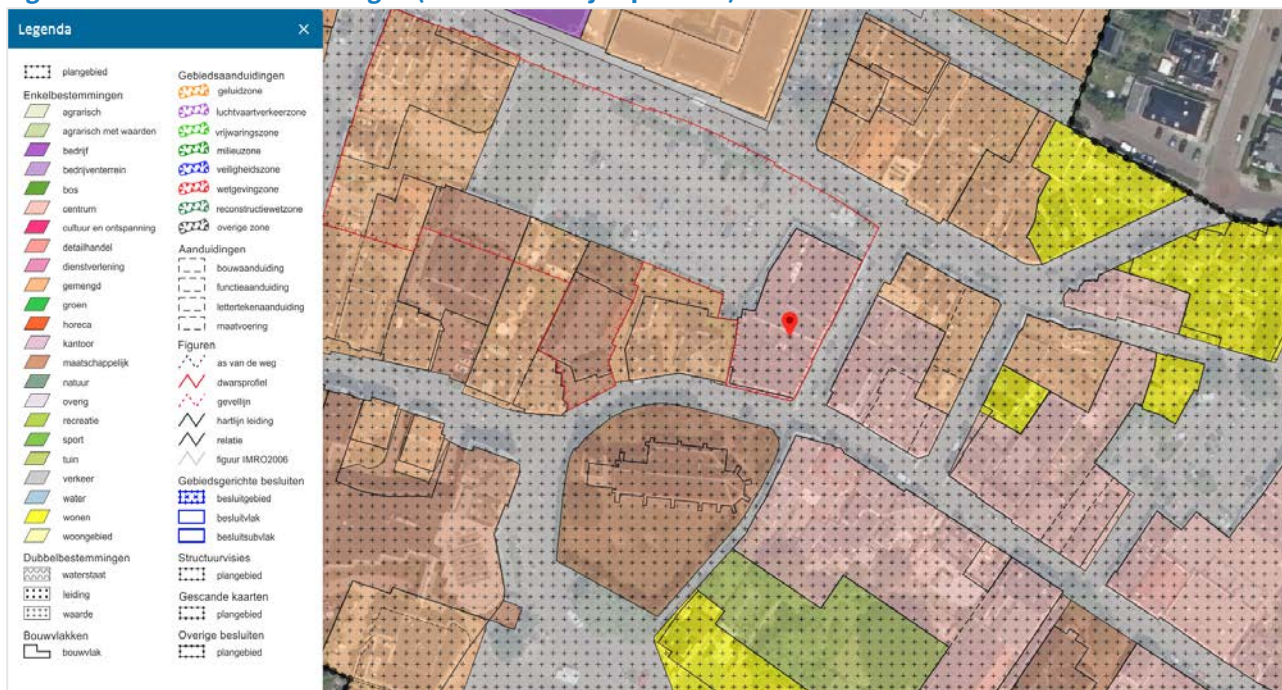 Legenda
plangebied
Enkelbestemmingen
agrarisch
agrarisch met waarden
bedrijf
bedrijventerrein
bos
centrum
cultuur en ontspanning
detailhandel
dienstverlening
gemengd
groen
horeca
kantoor
maatschappelijk
natuur
overig
recreatie
sport
tuin
verkeer
water
wonen
woongebied
Dubbelbestemmingen
waterstaat
leiding
waarde
Bouwvlakken
bouwvlak
Gebiedsaanduidingen
geluidzone
luchtvaartverkeerzone
vrijwaringszone
milieuzone
veiligheidszone
wetgevingzone
reconstructiewetzone
overige zone
Aanduidingen
bouwaanduiding
functieaanduiding
lettertekenaanduiding
maatvoering
Figuren
as van de weg
dwarsprofiel
gevellijn
hartlijn leiding
relatie
figuur IMRO2006
Gebiedsgerichte besluiten
besluitgebied
besluitvlak
besluitsubvlak
Structuurvisies
plangebied
Gescande kaarten
plangebied
Overige besluiten
plangebied